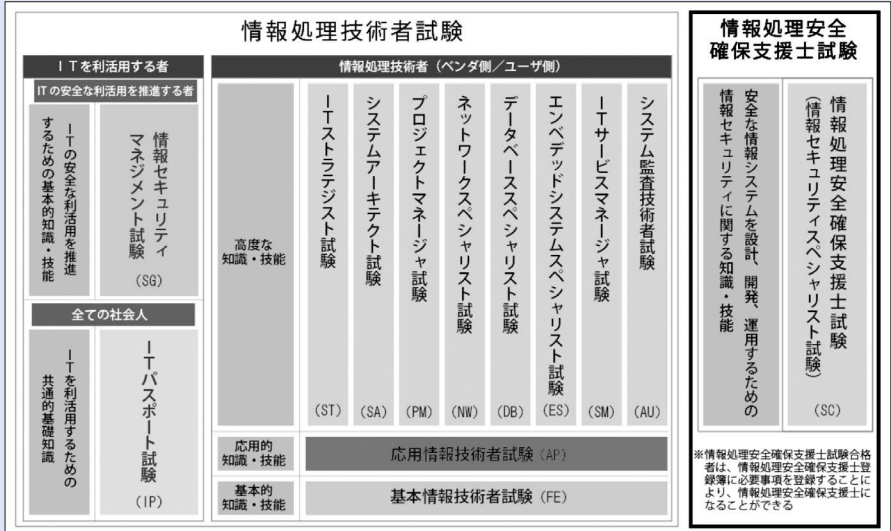 情報処理技術者試験
ITを利活用する者
ITの安全な利活用を推進する者
ITの安全な利活用を推進
するための基本的知識・技能
情報セキュリティ
マネジメント試験
(SG)
全ての社会人
ITを利活用するための
共通的基礎知識
ITパスポート試験
(IP)
情報処理技術者(ベンダ側/ユーザ側)
高度な
知識・技能
ITストラテジスト試験
(ST)
システムアーキテクト試験
(SA)
プロジェクトマネージャ試験
(PM)
ネットワークスペシャリスト試験
(NW)
データベーススペシャリスト試験
(DB)
エンベデッドシステムスペシャリスト試験
(ES)
ITサービスマネージャ試験
(SM)
システム監査技術者試験
(AU)
応用的
知識・技能
応用情報技術者試験(AP)
基本的
知識・技能
基本情報技術者試験(FE)
情報処理安全
確保支援士試験
安全な情報システムを設計、開発、運用するための
情報セキュリティに関する知識・技能
情報処理安全確保支援士試験
(情報セキュリティスペシャリスト試験)
(SC)
※情報処理安全確保支援士試験合格
者は、情報処理安全確保支援士登
録簿に必要事項を登録することに
より、情報処理安全確保支援士に
なることができる